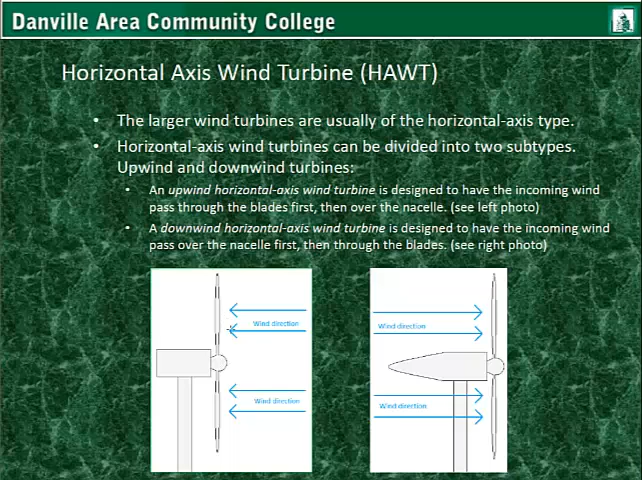 Danville Area Community College
Horizontal Axis Wind Turbine (HAWT)
• The larger wind turbines are usually of the horizontal-axis type.
• Horizontal-axis wind turbines can be divided into two subtypes.
Upwind and downwind turbines:
• An upwind horizontal-axis wind turbine is designed to have the incoming wind
pass through the blades first, then over the nacelle. (see left photo)
• A downwind horizontal-axis wind turbine is designed to have the incoming wind
pass over the nacelle first, then through the blades. (see right photo)
Wind direction
Wind direction
Wind direction
Wind direction